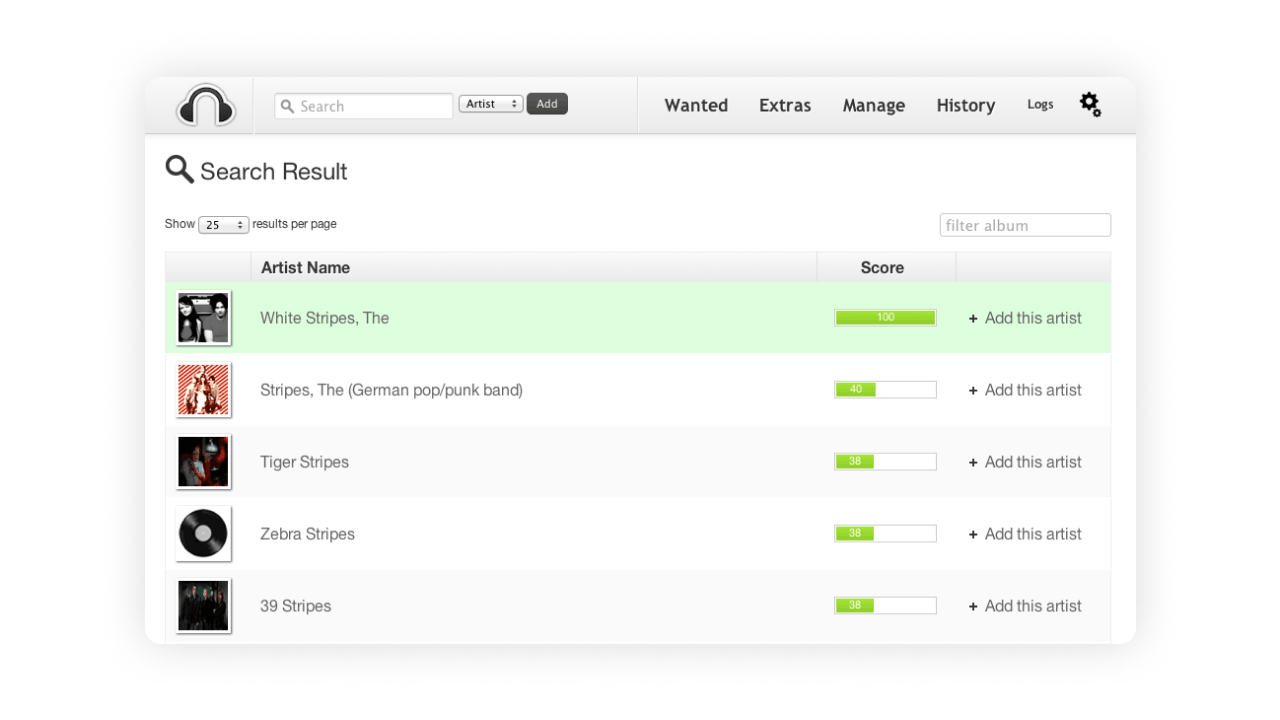 Search Artist Add Wanted Extras Manage History Logs
Search Result
Show 25 results per page filter album
Artist Name Score
White Stripes, The 100 + Add this artist
Stripes, The (German pop/punk band) 40 + Add this artist
Tiger Stripes 38 + Add this artist
Zebra Stripes 38 + Add this artist
39 Stripes 38 + Add this artist